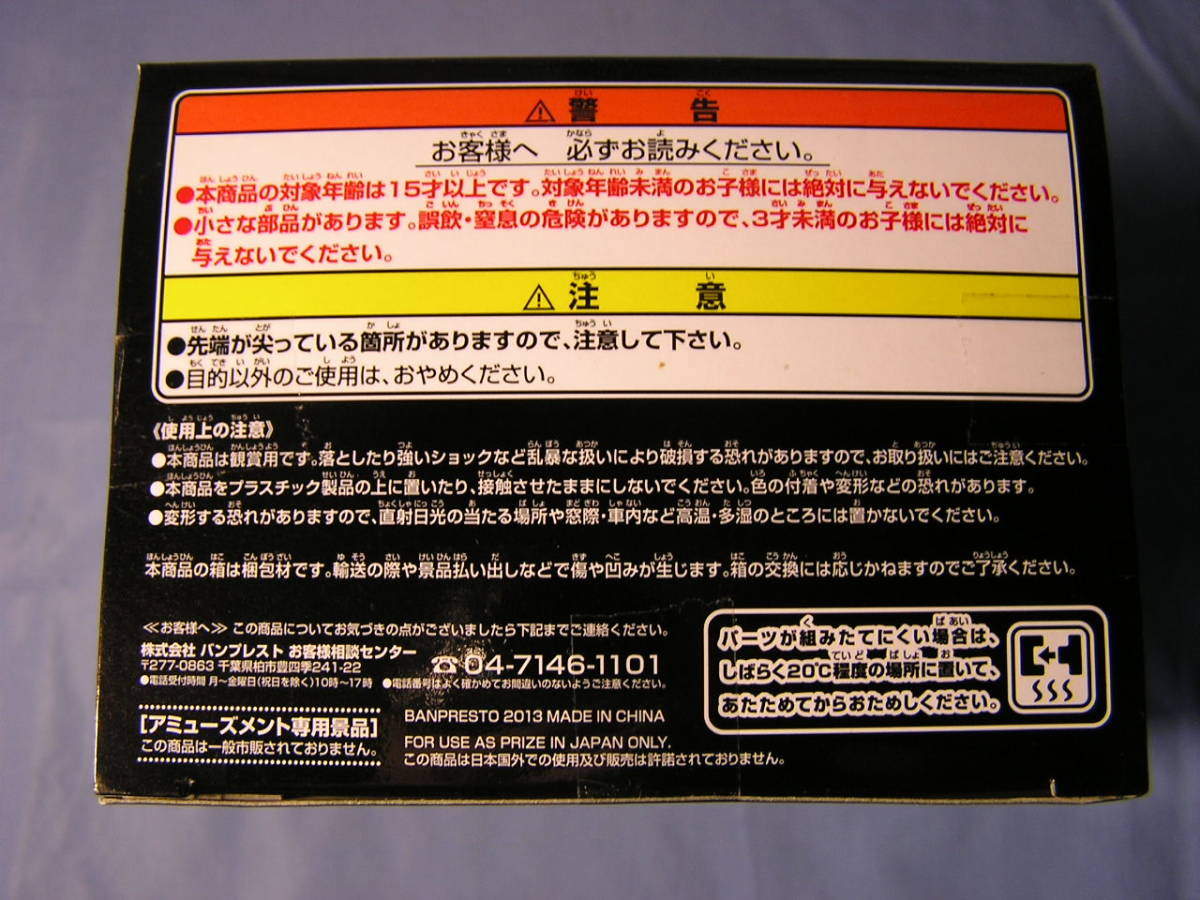 ⚠警告
お客様へ 必ずお読みください。
●本商品の対象年齢は15才以上です。対象年齢未満のお子様には絶対に与えないでください。
●小さな部品があります。誤飲・窒息の危険がありますので、3才未満のお子様には絶対に
与えないでください。
⚠注意
●先端が尖っている箇所がありますので、注意して下さい。
●目的以外のご使用は、おやめください。
《使用上の注意》
●本商品は観賞用です。落としたり強いショックなど乱暴な扱いにより破損する恐れがありますので、お取り扱いにはご注意ください。
●本商品をプラスチック製品の上に置いたり、接触させたままにしないでください。色の付着や変形などの恐れがあります。
●変形する恐れがありますので、直射日光の当たる場所や窓際・車内など高温・多湿のところには置かないでください。
本商品の箱は梱包材です。輸送の際や景品払い出しなどで傷や凹みが生じます。箱の交換には応じかねますのでご了承ください。
≪お客様へ≫ この商品についてお気づきの点がございましたら下記までご連絡ください。
株式会社 バンプレスト お客様相談センター
〒277-0863 千葉県柏市豊四季241-22
☎04-7146-1101
●電話受付時間 月〜金曜日(祝日を除く)10時〜17時 ●電話番号はよく確かめてお間違いのないようご注意ください。
[アミューズメント専用景品]
この商品は一般市販されておりません。
BANPRESTO 2013 MADE IN CHINA
FOR USE AS PRIZE IN JAPAN ONLY.
この商品は日本国外での使用及び販売は許諾されておりません。
パーツが組みたてにくい場合は、
しばらく20℃程度の場所に置いて、
あたためてからおためしください。